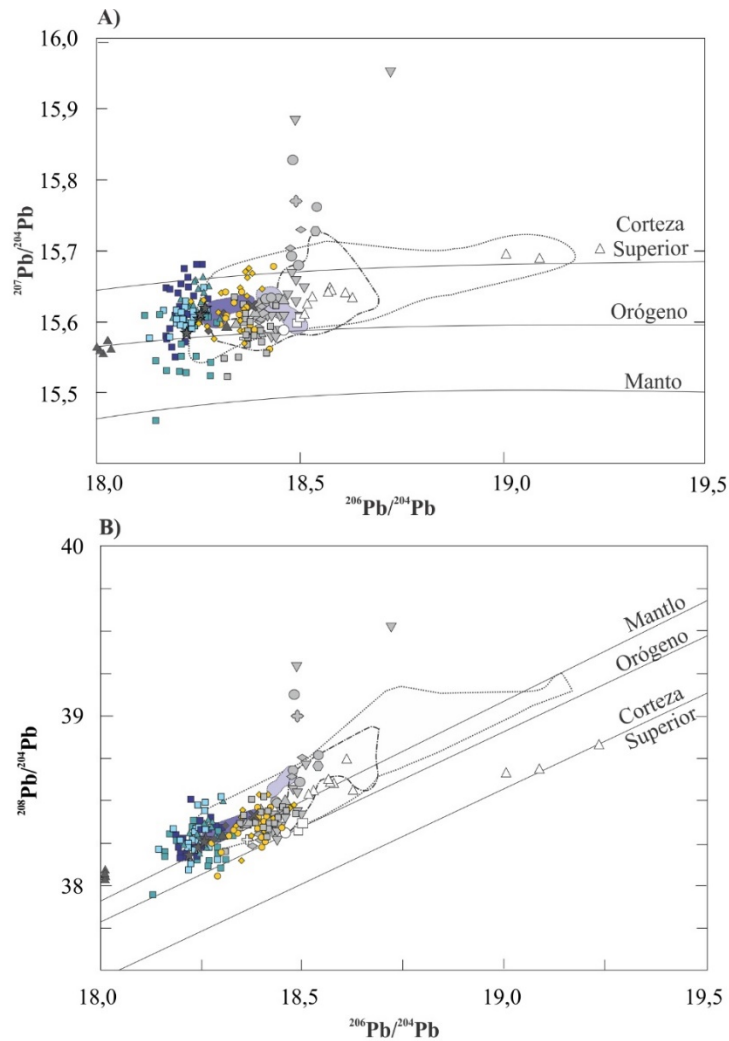 A)
16,0
15,9
15,8
15,7
15,6
15,5
²⁰⁷Pb/²⁰⁴Pb
Corteza
Superior
Orógeno
Manto
18,0
18,5
19,0
19,5
²⁰⁶Pb/²⁰⁴Pb
B)
40
39
38
²⁰⁸Pb/²⁰⁴Pb
Mantlo
Orógeno
Corteza
Superior
18,0
18,5
19,0
19,5
²⁰⁶Pb/²⁰⁴Pb